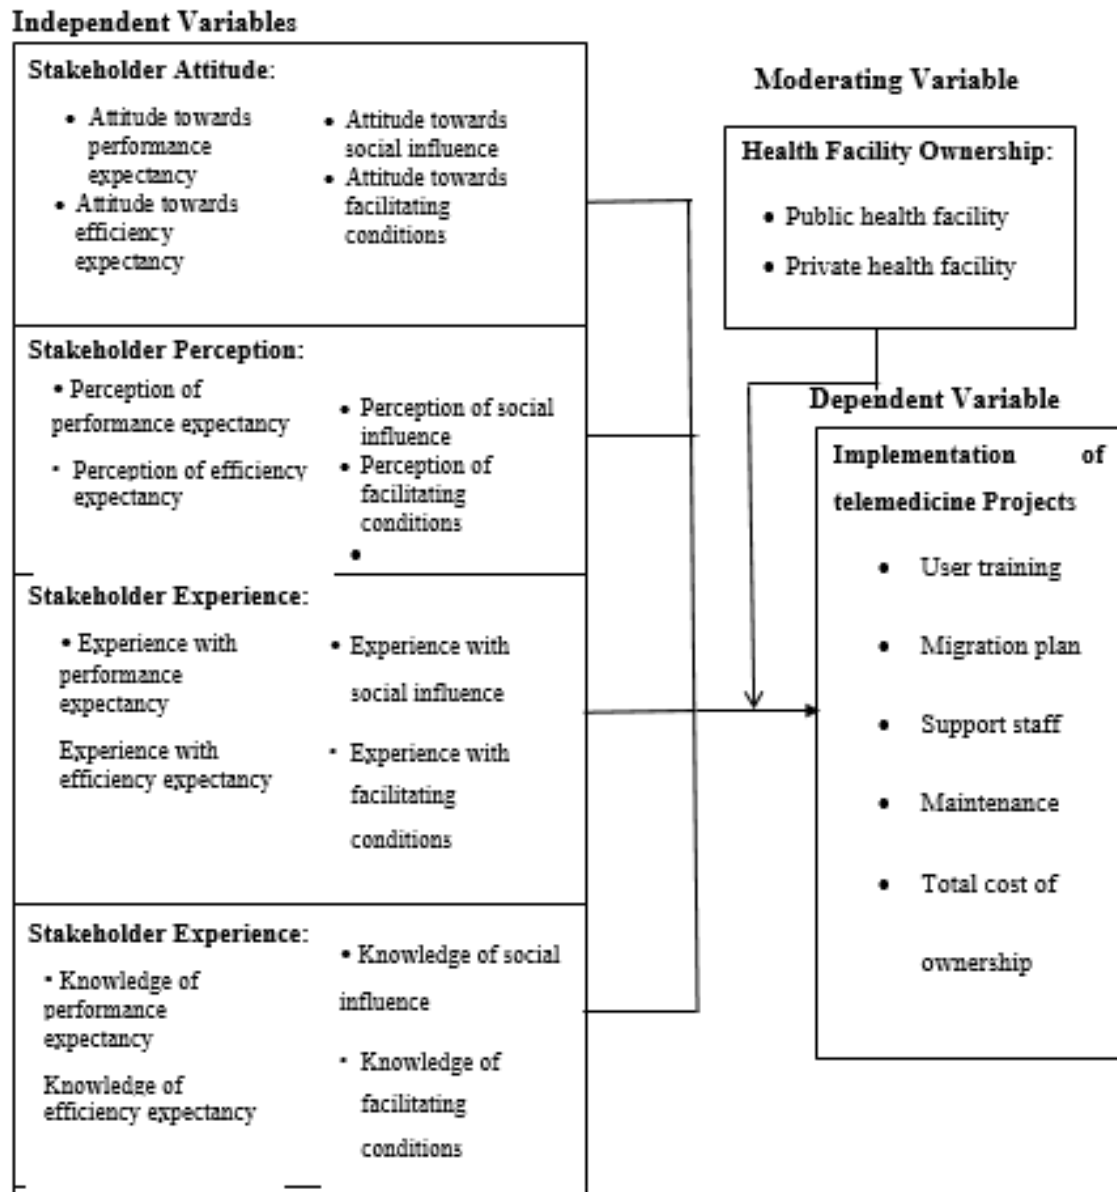 Independent Variables
Stakeholder Attitude:
• Attitude towards
performance
expectancy
• Attitude towards
efficiency
expectancy
• Attitude towards
social influence
• Attitude towards
facilitating
conditions
Stakeholder Perception:
• Perception of
performance expectancy
• Perception of efficiency
expectancy
• Perception of social
influence
• Perception of
facilitating
conditions
•
Stakeholder Experience:
• Experience with
performance
expectancy
Experience with
efficiency expectancy
• Experience with
social influence
• Experience with
facilitating
conditions
Stakeholder Experience:
• Knowledge of
performance
expectancy
Knowledge of
efficiency expectancy
• Knowledge of social
influence
• Knowledge of
facilitating
conditions
Moderating Variable
Health Facility Ownership:
• Public health facility
• Private health facility
Dependent Variable
Implementation of
telemedicine Projects
• User training
• Migration plan
• Support staff
• Maintenance
• Total cost of
ownership